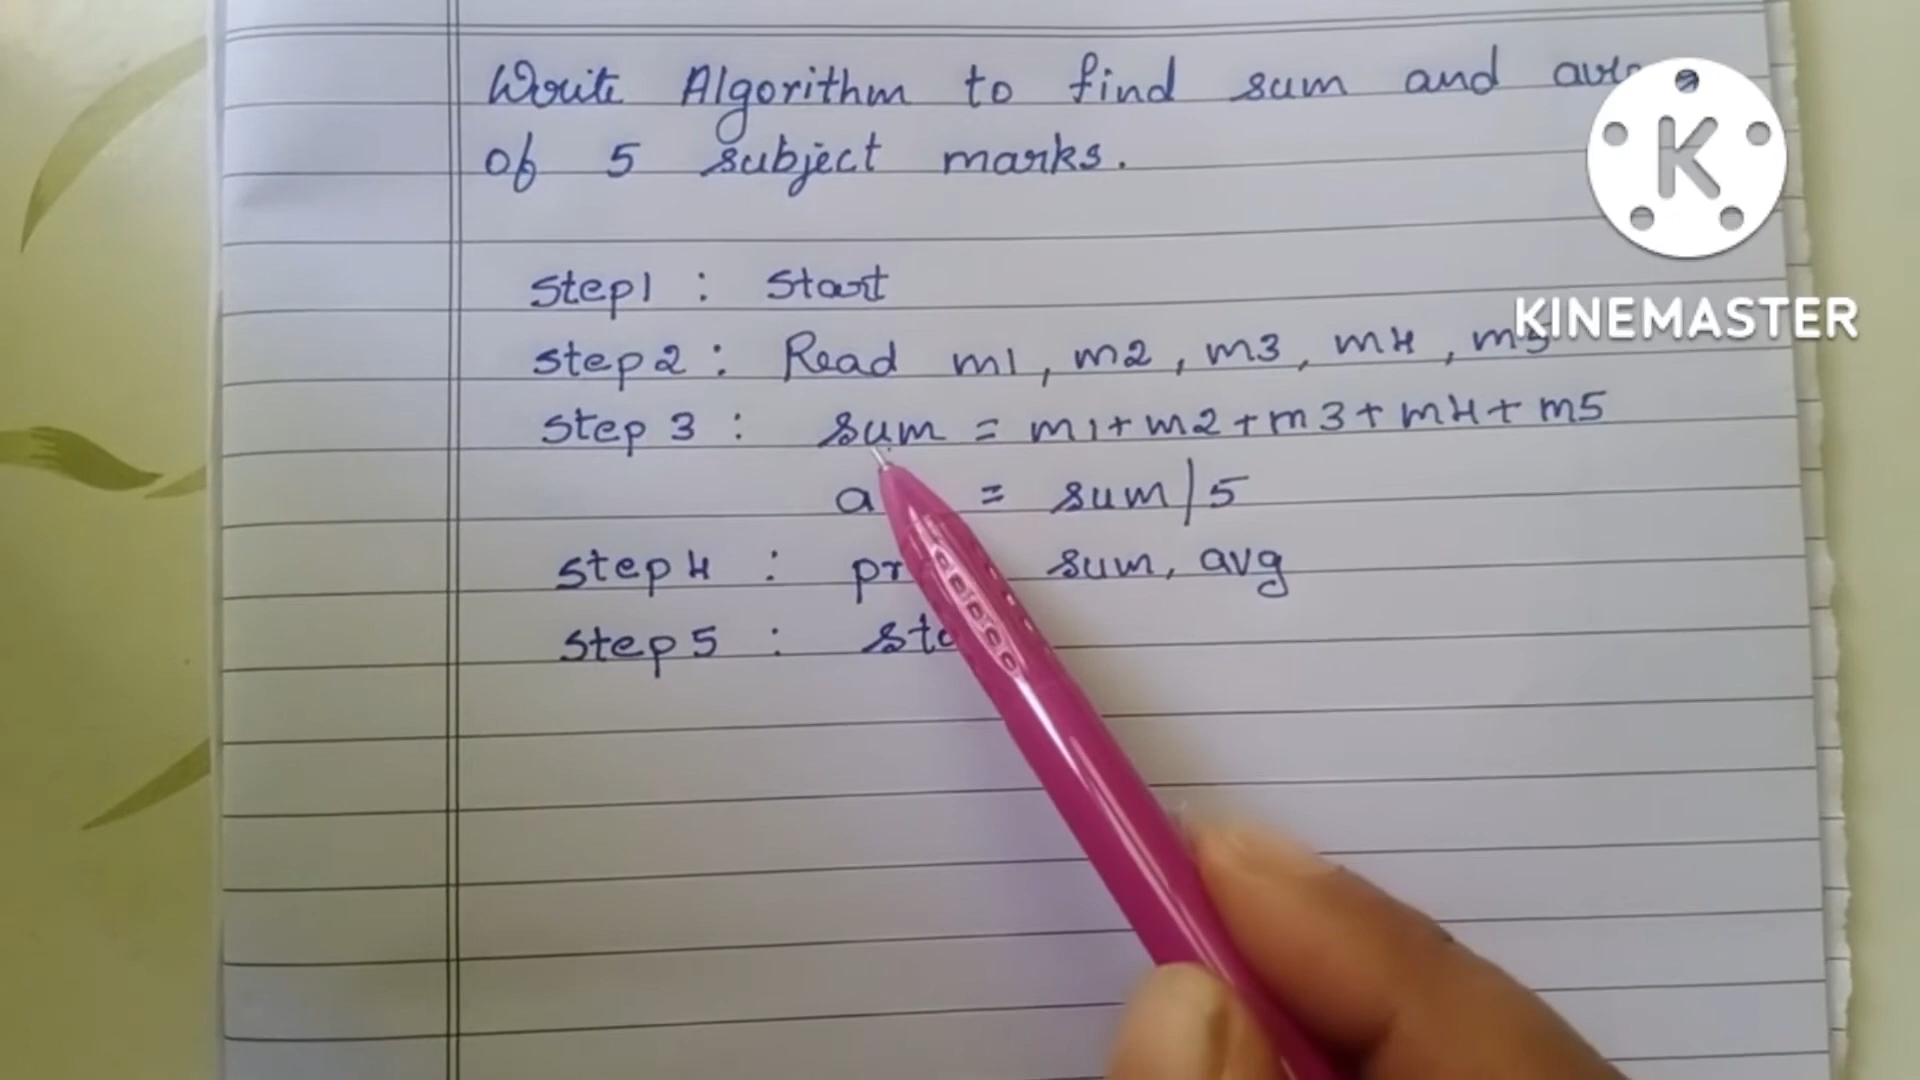 Write Algorithm to find sum and
of 5 subject marks.
Step1 : Start
Step2 : Read m1, m2, m3, m4, m5
Step 3 : sum = m1+m2+m3+m4+m5
= sum/5
Step4 : sum, avg
Step5 :
K
KINEMASTER